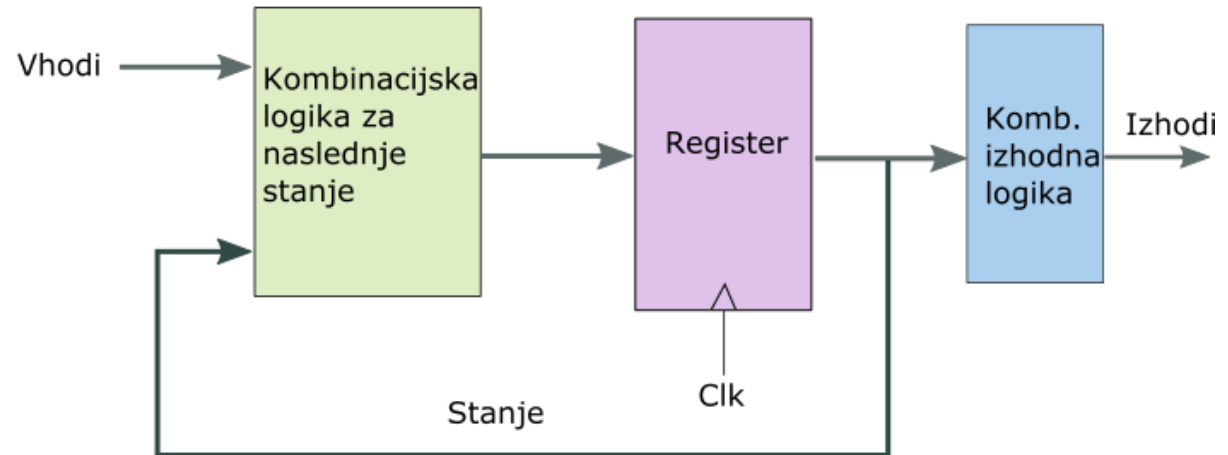 Vhodi
Kombinacijska
logika za
naslednje
stanje
Register
Komb.
izhodna
logika
Izhodi
Clk
Stanje